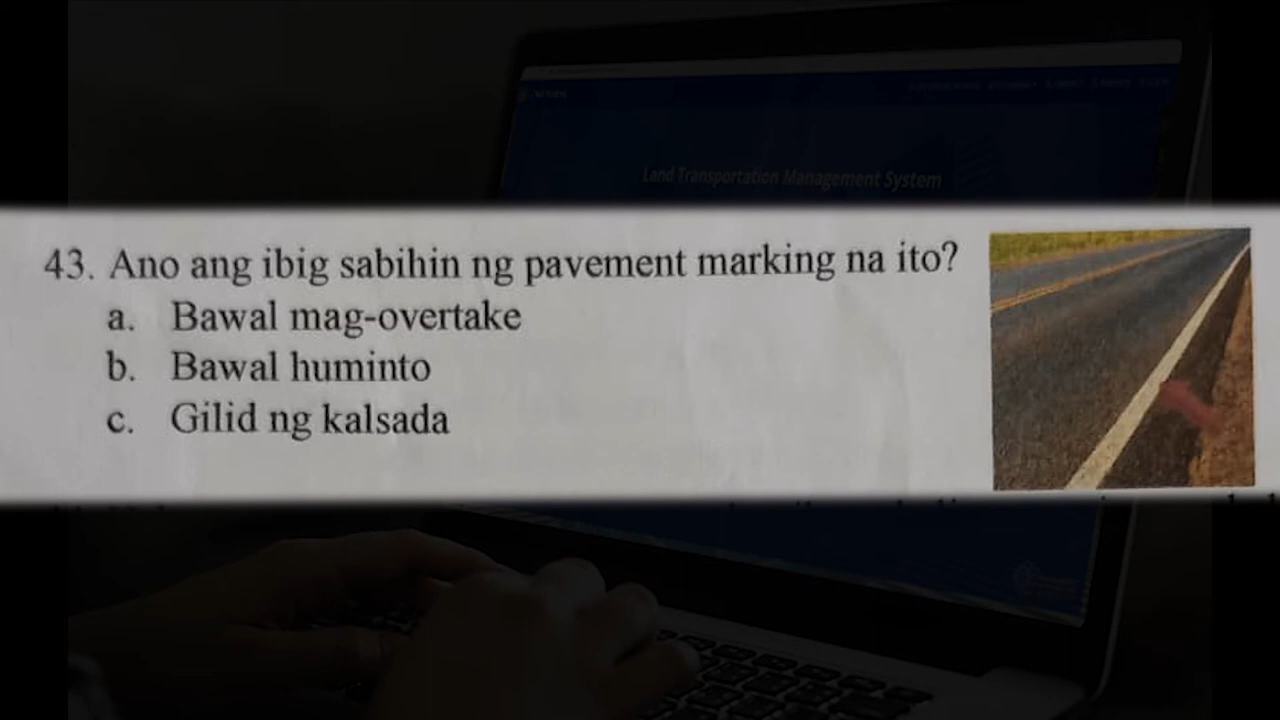 Land Transportation Management System
43. Ano ang ibig sabihin ng pavement marking na ito?
a. Bawal mag-overtake
b. Bawal huminto
c. Gilid ng kalsada